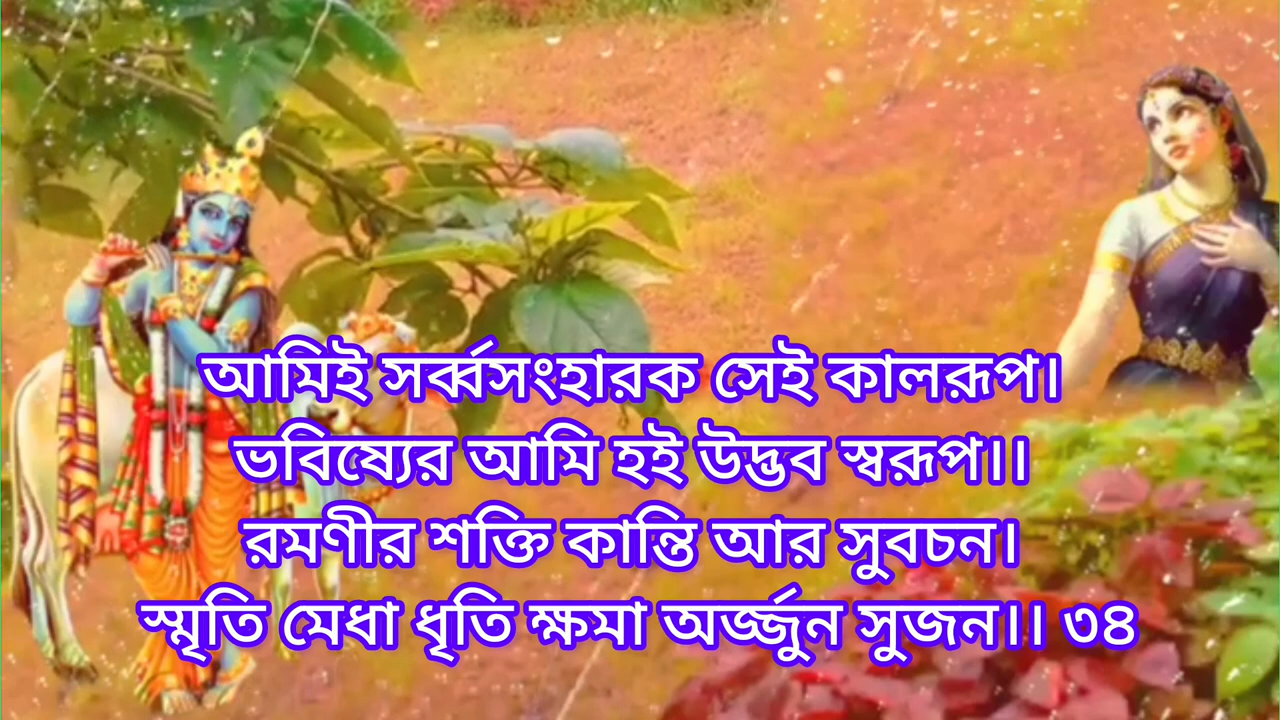 আমিই সর্ব্বসংহারক সেই কালরূপ।
ভবিষ্যের আমি হই উদ্ভব স্বরূপ।।
রমণীর শক্তি কান্তি আর সুবচন।
স্মৃতি মেধা ধৃতি ক্ষমা অর্জ্জুন সুজন।। ৩৪